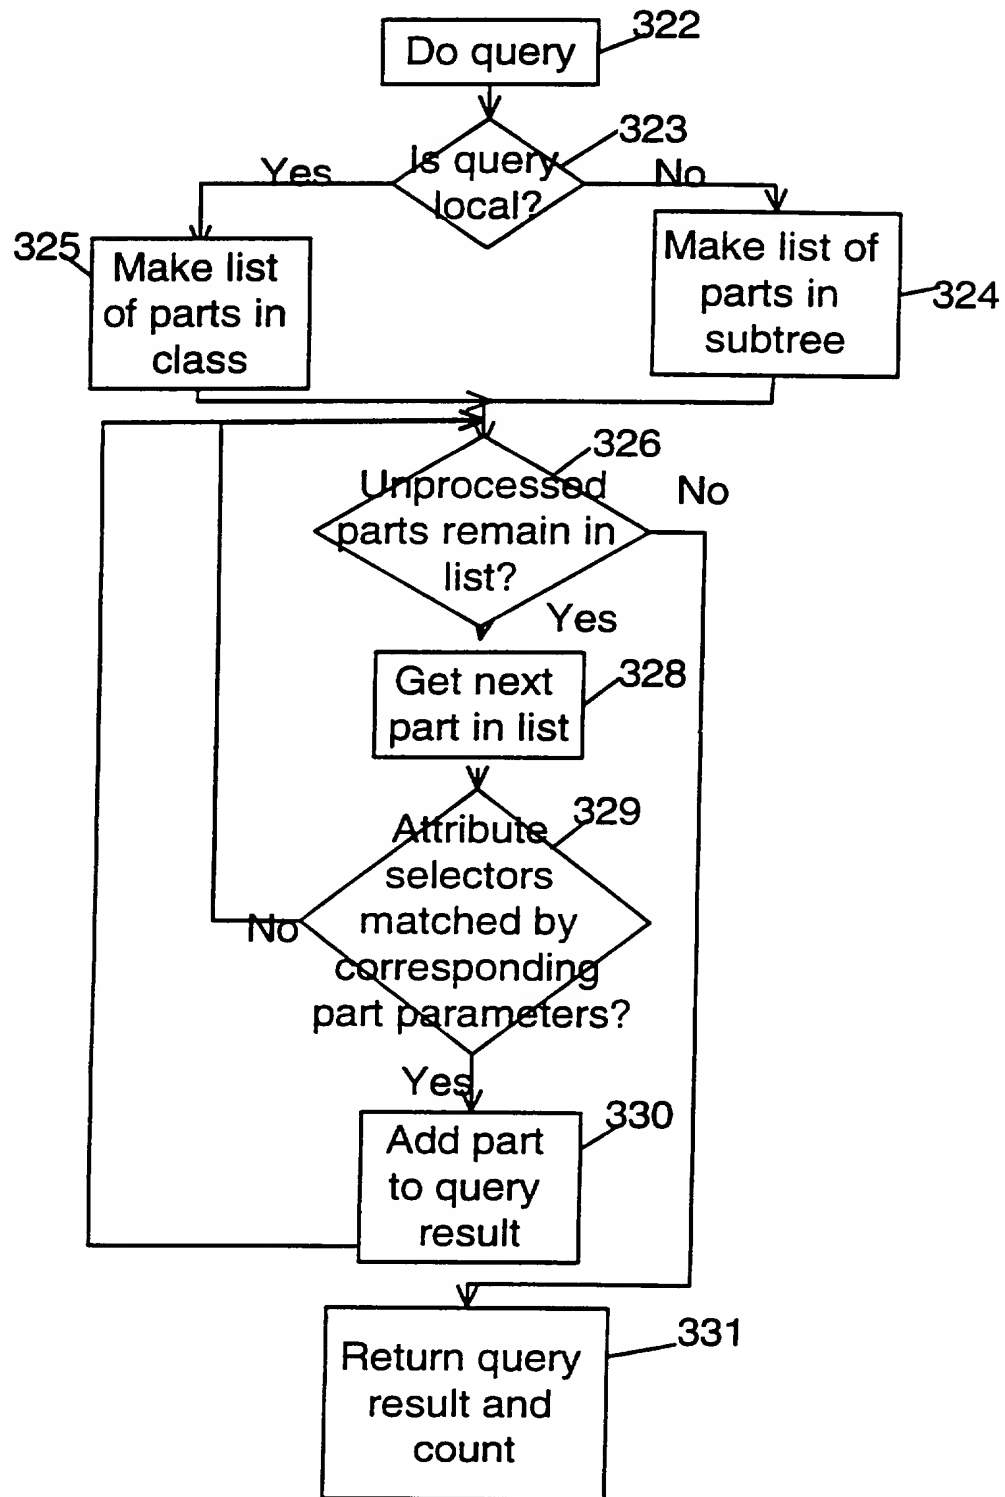 322
Do query
323
Is query
local?
Yes
No
325
Make list
of parts in
class
Make list of
parts in
subtree
324
326
Unprocessed
parts remain in
list?
No
Yes
328
Get next
part in list
329
Attribute
selectors
matched by
corresponding
part parameters?
No
Yes
330
Add part
to query
result
331
Return query
result and
count